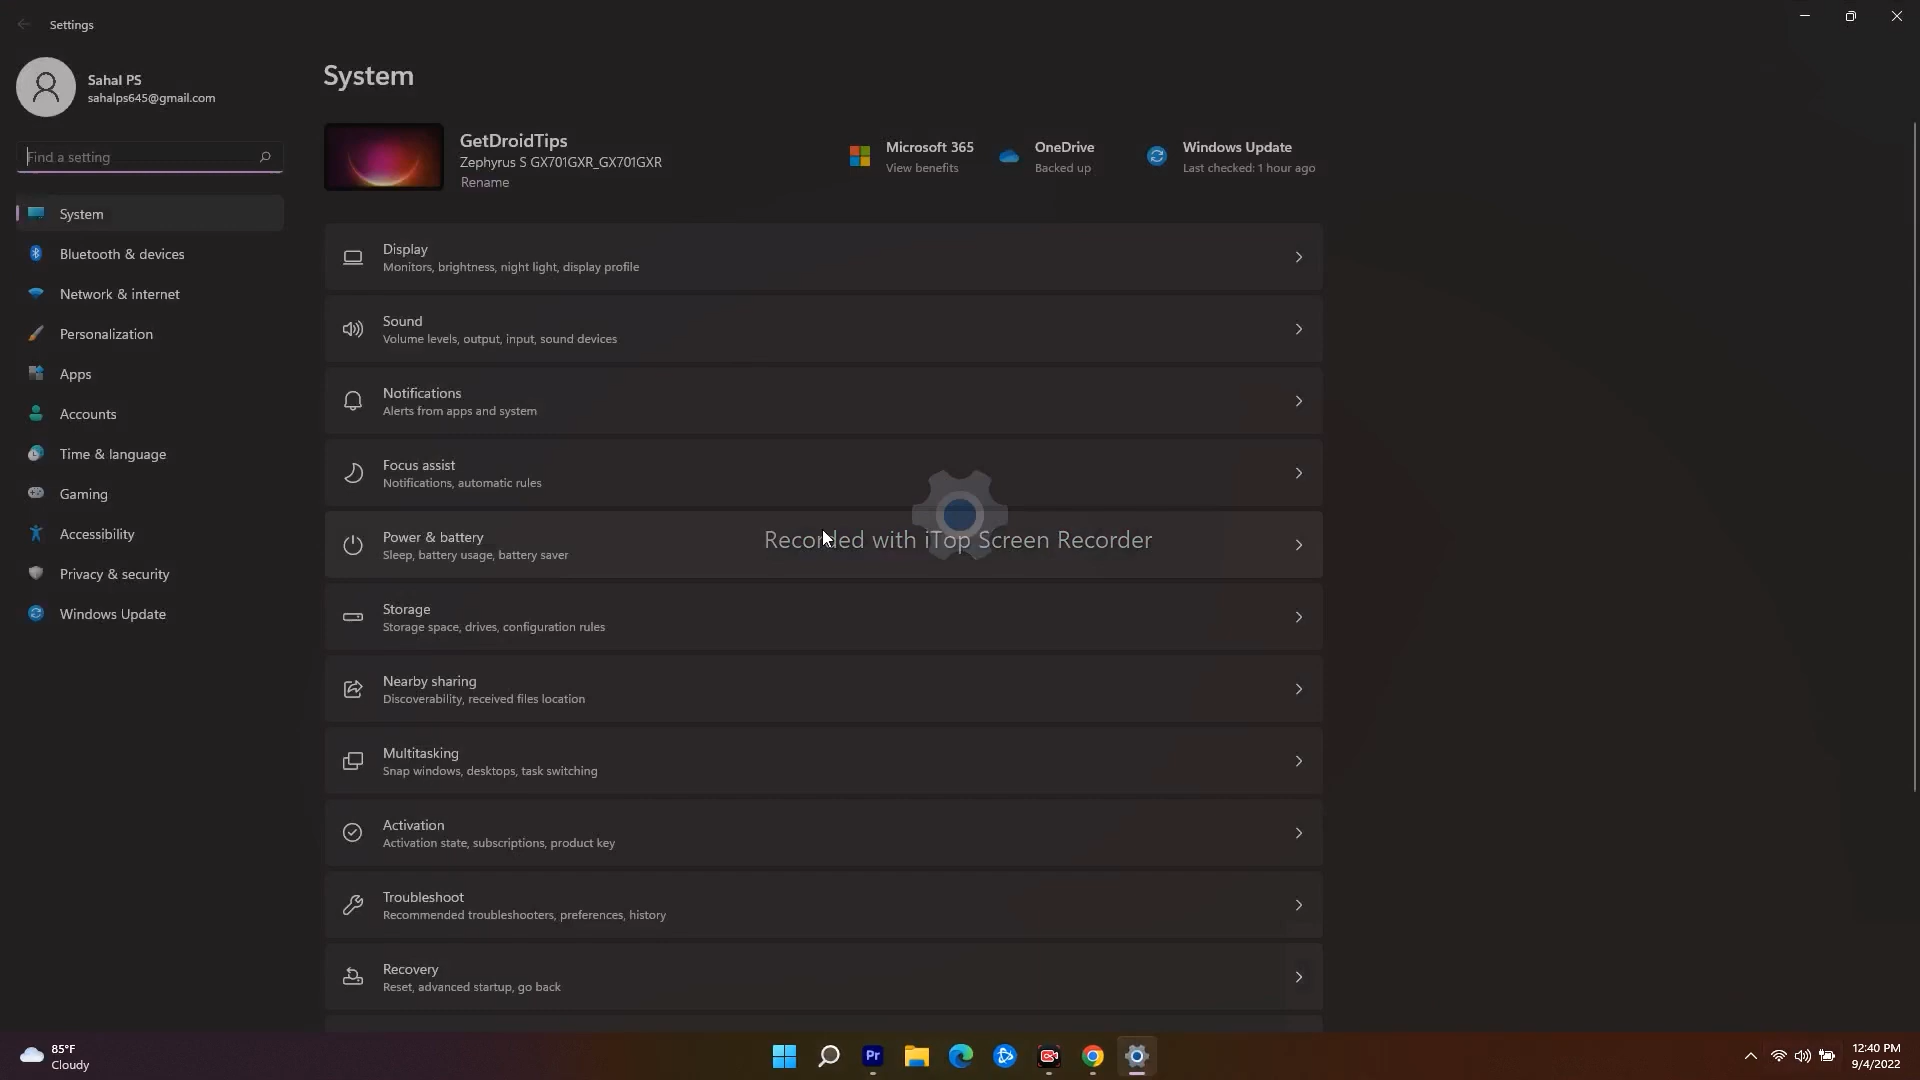 Settings
Sahal PS
sahalps645@gmail.com
Find a setting
System
Bluetooth & devices
Network & internet
Personalization
Apps
Accounts
Time & language
Gaming
Accessibility
Privacy & security
Windows Update
System
GetDroidTips
Zephyrus S GX701GXR_GX701GXR
Rename
Microsoft 365
View benefits
OneDrive
Backed up
Windows Update
Last checked: 1 hour ago
Display
Monitors, brightness, night light, display profile
Sound
Volume levels, output, input, sound devices
Notifications
Alerts from apps and system
Focus assist
Notifications, automatic rules
Power & battery
Sleep, battery usage, battery saver
Recorded with iTop Screen Recorder
Storage
Storage space, drives, configuration rules
Nearby sharing
Discoverability, received files location
Multitasking
Snap windows, desktops, task switching
Activation
Activation state, subscriptions, product key
Troubleshoot
Recommended troubleshooters, preferences, history
Recovery
Reset, advanced startup, go back
85°F
Cloudy
Pr
12:40 PM
9/4/2022